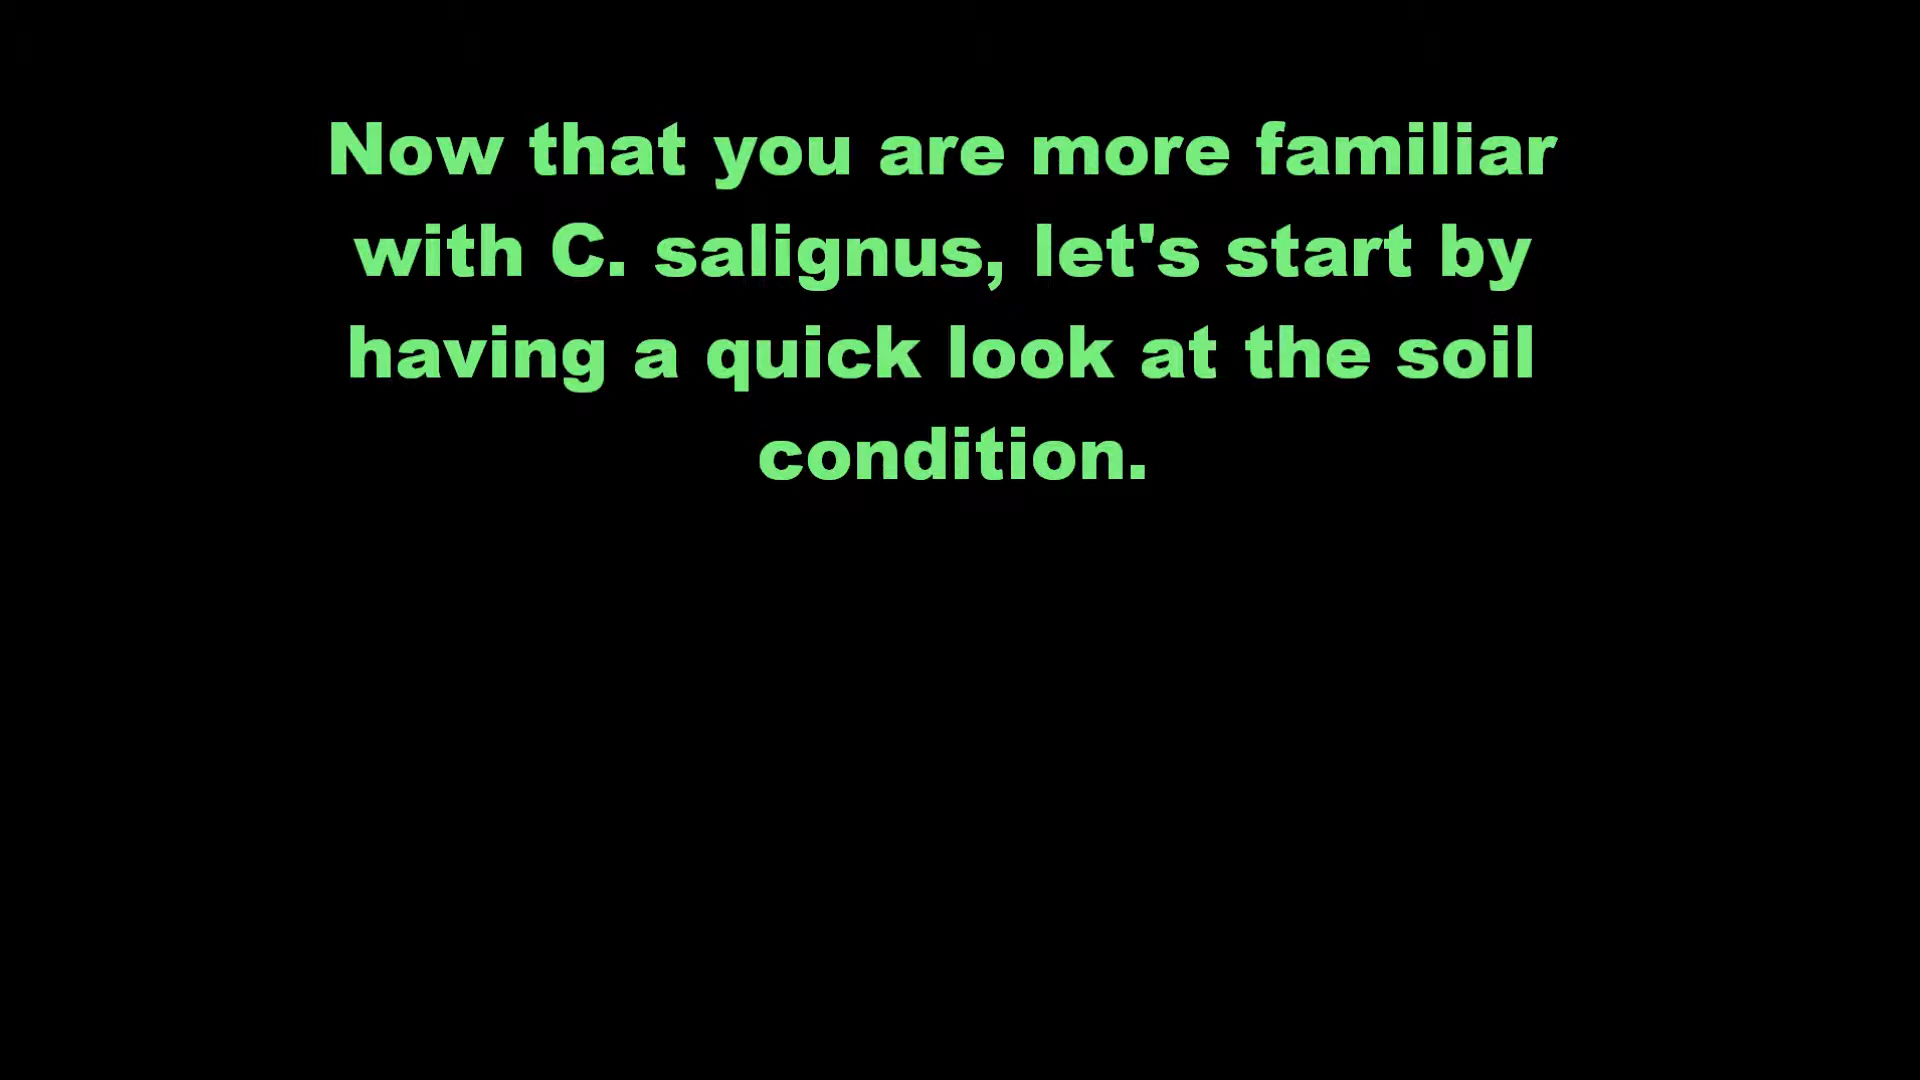 Now that you are more familiar
with C. salignus, let's start by
having a quick look at the soil
condition.